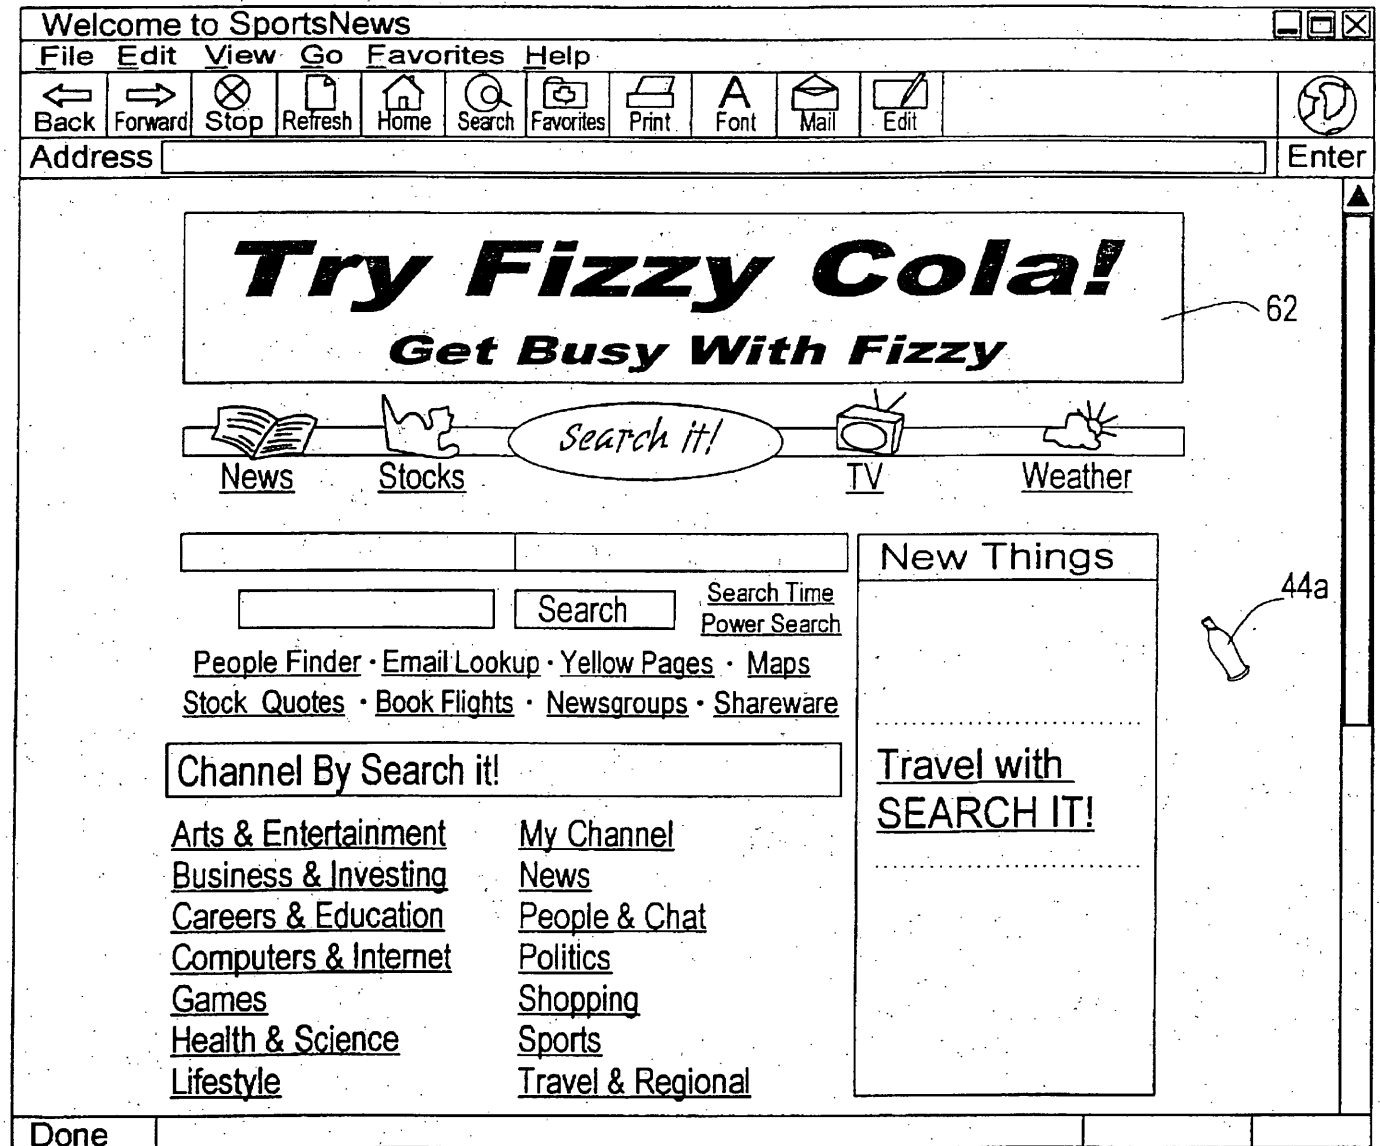 Welcome to SportsNews
File Edit View Go Favorites Help
Back Forward Stop Refresh Home Search Favorites Print Font Mail Edit
A
Address Enter
Try Fizzy Cola!
Get Busy With Fizzy
62
Search it!
News Stocks TV Weather
New Things
Search
Search Time
Power Search
44a
People Finder · Email Lookup · Yellow Pages · Maps
Stock Quotes · Book Flights · Newsgroups · Shareware
Channel By Search it!
Travel with
SEARCH IT!
Arts & Entertainment My Channel
Business & Investing News
Careers & Education People & Chat
Computers & Internet Politics
Games Shopping
Health & Science Sports
Lifestyle Travel & Regional
Done